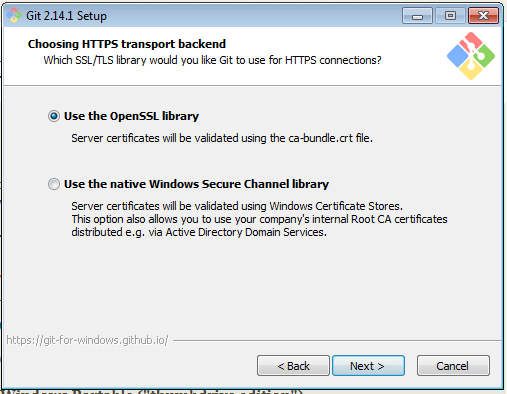 Git 2.14.1 Setup
Choosing HTTPS transport backend
Which SSL/TLS library would you like Git to use for HTTPS connections?
Use the OpenSSL library
Server certificates will be validated using the ca-bundle.crt file.
Use the native Windows Secure Channel library
Server certificates will be validated using Windows Certificate Stores.
This option also allows you to use your company's internal Root CA certificates
distributed e.g. via Active Directory Domain Services.
https://git-for-windows.github.io/
< Back
Next >
Cancel
Windows Portable ("thumbdrive edition")